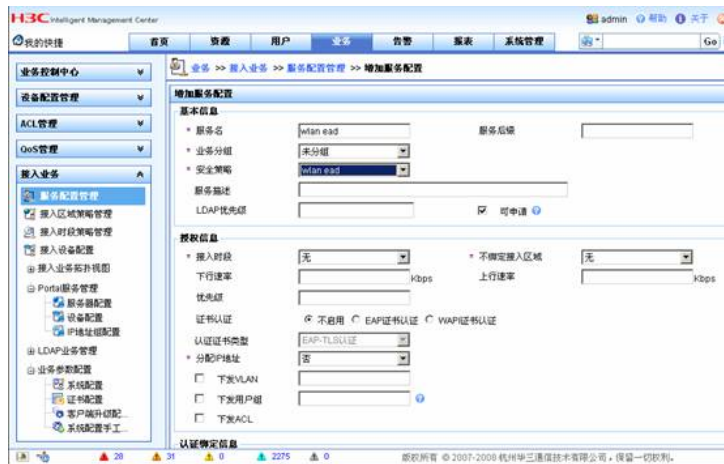 H3C Intelligent Management Center
admin 帮助 关于
我的快捷 首页 资源 用户 业务 告警 报表 系统管理 Go
业务 >> 接入业务 >> 服务配置管理 >> 增加服务配置
业务控制中心
设备配置管理
ACL管理
QoS管理
接入业务
服务配置管理
接入区域策略管理
接入时段策略管理
接入设备配置
接入业务拓扑视图
Portal服务管理
服务器配置
设备配置
IP地址组配置
LDAP业务管理
业务参数配置
系统配置
证书配置
客户端升级配...
系统配置手工...
增加服务配置
基本信息
* 服务名 wlan ead 服务后缀
* 业务分组 未分组
* 安全策略 wlan ead
服务描述
LDAP优先级 可申请
授权信息
* 接入时段 无 * 不绑定接入区域 无
下行速率 Kbps 上行速率 Kbps
优先级
证书认证 不启用 EAP证书认证 WAPI证书认证
认证证书类型 EAP-TLS认证
* 分配IP地址 否
下发VLAN
下发用户组
下发ACL
认证绑定信息
28 31 0 2275 0 版权所有 © 2007-2008 杭州华三通信技术有限公司，保留一切权利。